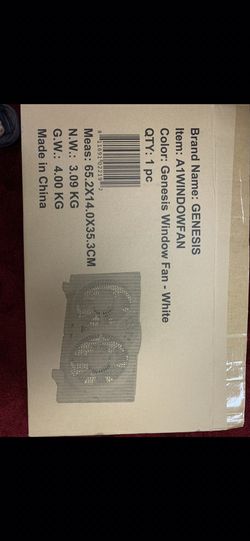 Brand Name: GENESIS
Item: A1WINDOWFAN
Color: Genesis Window Fan - White
QTY: 1 pc
Meas: 65.2X14.0X35.3CM
N.W.: 3.09 KG
G.W.: 4.00 KG
Made in China